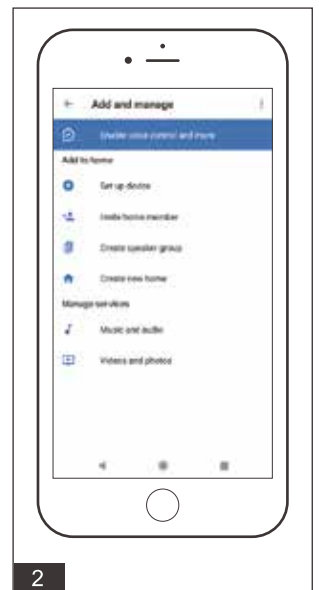 Add and manage
Enable voice control and more
Add to home
Set up device
Invite home member
Create speaker group
Create new home
Manage services
Music and audio
Videos and photos
2